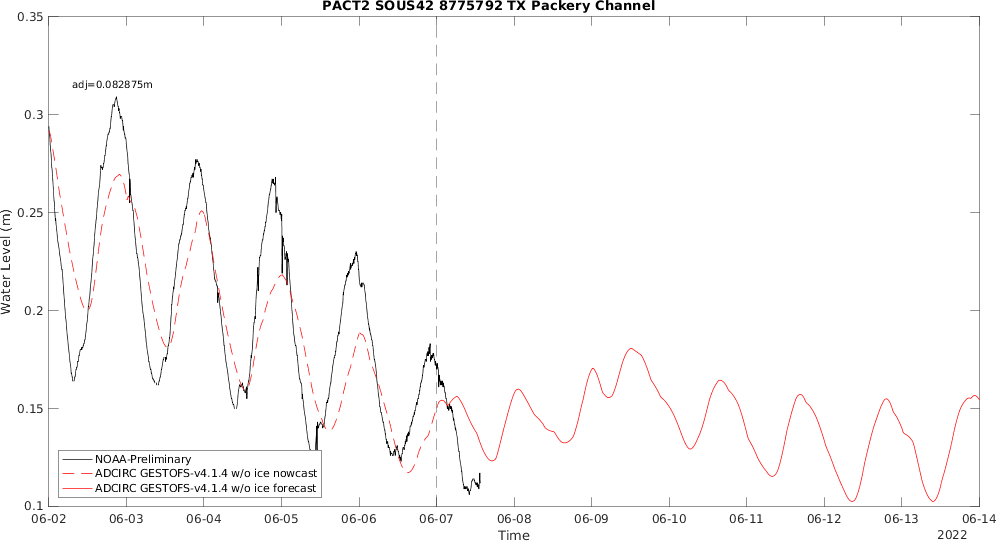 PACT2 SOUS42 8775792 TX Packery Channel
0.35
adj=0.082875m
0.3
0.25
Water Level (m)
0.2
0.15
NOAA-Preliminary
ADCIRC GESTOFS-v4.1.4 w/o ice nowcast
ADCIRC GESTOFS-v4.1.4 w/o ice forecast
0.1
06-02 06-03 06-04 06-05 06-06 06-07 06-08 06-09 06-10 06-11 06-12 06-13 06-14
Time
2022